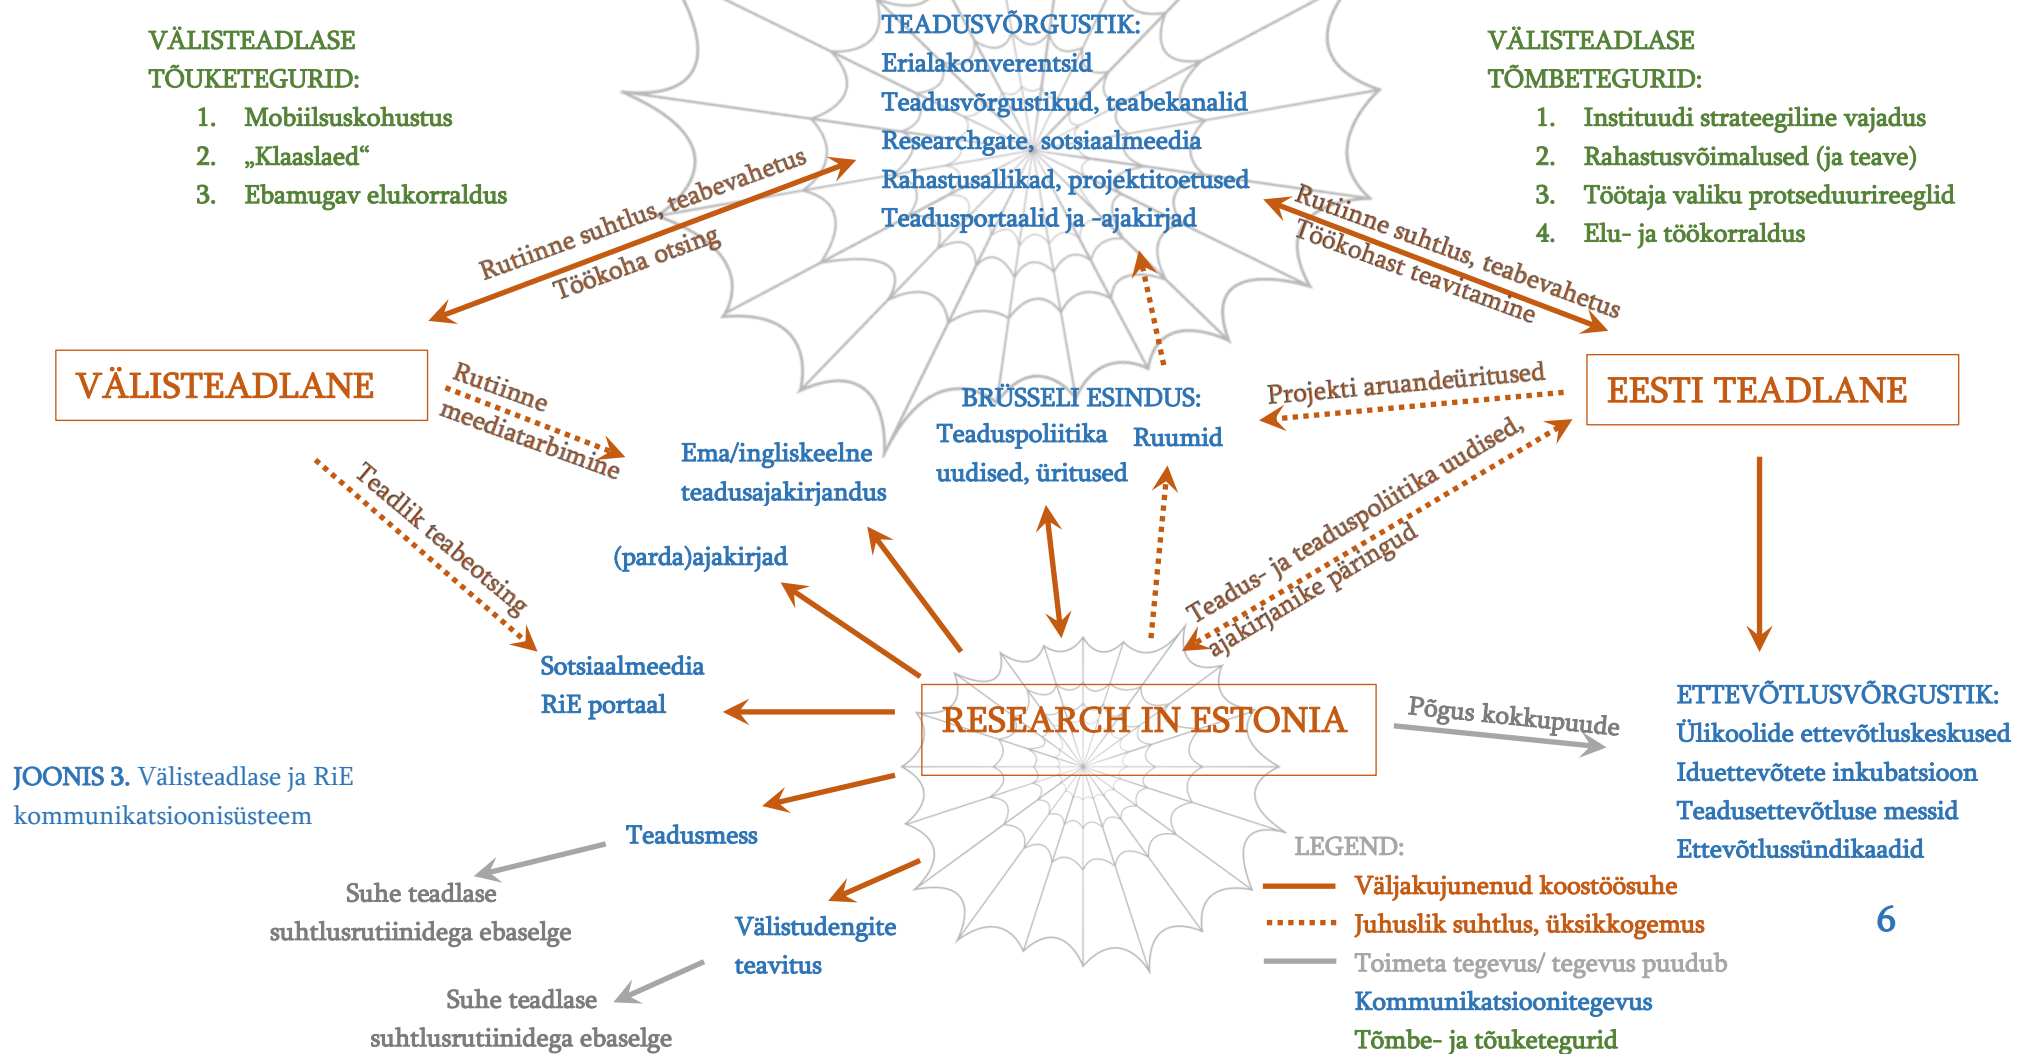 VÄLISTEADLASE
TÕUKETEGURID:
1. Mobiilsuskohustus
2. „Klaaslaed“
3. Ebamugav elukorraldus
TEADUSVÕRGUSTIK:
Erialakonverentsid
Teadusvõrgustikud, teabekanalid
Researchgate, sotsiaalmeedia
Rahastusallikad, projektitoetused
Teadusportaalid ja -ajakirjad
VÄLISTEADLASE
TÕMBETEGURID:
1. Instituudi strateegiline vajadus
2. Rahastusvõimalused (ja teave)
3. Töötaja valiku protseduurireeglid
4. Elu- ja töökorraldus
Rutiinne suhtlus, teabevahetus
Töökoha otsing
Rutiinne suhtlus, teabevahetus
Töökohast teavitamine
VÄLISTEADLANE
Rutiinne
meediatarbimine
Teadlik teabeotsing
BRÜSSELI ESINDUS:
Teaduspoliitika
uudised, üritused
Ruumid
Projekti aruandeüritused
EESTI TEADLANE
Teadus- ja teaduspoliitika uudised,
ajakirjanike päringud
Ema/ingliskeelne
teadusajakirjandus
(parda)ajakirjad
Sotsiaalmeedia
RiE portaal
RESEARCH IN ESTONIA
Põgus kokkupuude
ETTEVÕTLUSVÕRGUSTIK:
Ülikoolide ettevõtluskeskused
Iduettevõtete inkubatsioon
Teadusettevõtluse messid
Ettevõtlussündikaadid
JOONIS 3. Välisteadlase ja RiE
kommunikatsioonisüsteem
Teadusmess
Suhe teadlase
suhtlusrutiinidega ebaselge
Välistudengite
teavitus
Suhe teadlase
suhtlusrutiinidega ebaselge
LEGEND:
Väljakujunenud koostöösuhe
Juhuslik suhtlus, üksikkogemus
Toimeta tegevus/ tegevus puudub
Kommunikatsioonitegevus
Tõmbe- ja tõuketegurid
6